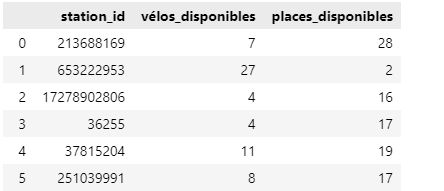 station_id vélos_disponibles places_disponibles
0 213688169 7 28
1 653222953 27 2
2 17278902806 4 16
3 36255 4 17
4 37815204 11 19
5 251039991 8 17